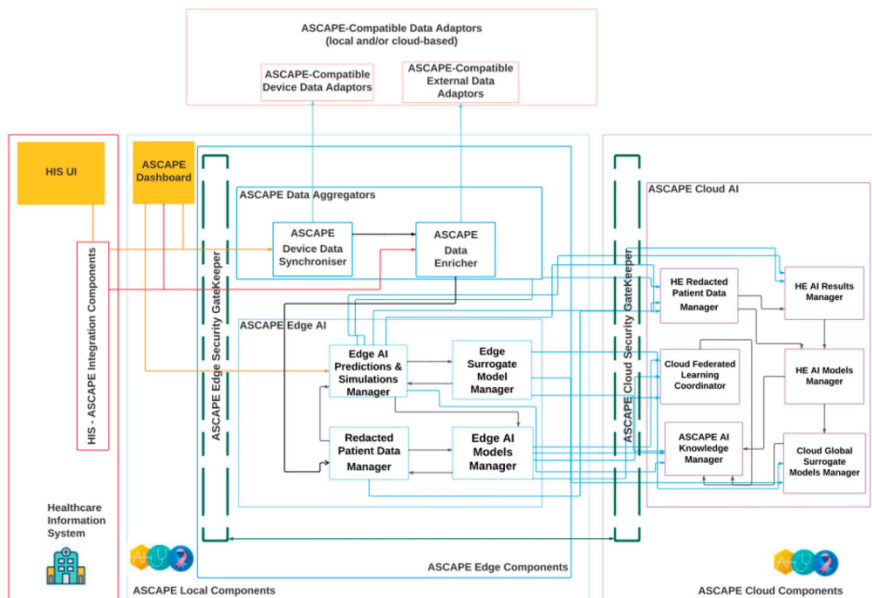 ASCAPE-Compatible Data Adaptors
(local and/or cloud-based)
ASCAPE-Compatible
Device Data Adaptors
ASCAPE-Compatible
External Data
Adaptors
HIS UI
ASCAPE
Dashboard
HIS - ASCAPE Integration Components
Healthcare
Information
System
ASCAPE Edge Security GateKeeper
ASCAPE Data Aggregators
ASCAPE
Device Data
Synchroniser
ASCAPE
Data
Enricher
ASCAPE Edge AI
Edge AI
Predictions &
Simulations
Manager
Edge
Surrogate
Model Manager
Redacted
Patient Data
Manager
Edge AI
Models
Manager
ASCAPE Edge Components
ASCAPE Local Components
ASCAPE Cloud Security GateKeeper
ASCAPE Cloud AI
HE Redacted
Patient Data
Manager
HE AI Results
Manager
Cloud Federated
Learning
Coordinator
HE AI Models
Manager
ASCAPE AI
Knowledge
Manager
Cloud Global
Surrogate
Models Manager
ASCAPE Cloud Components